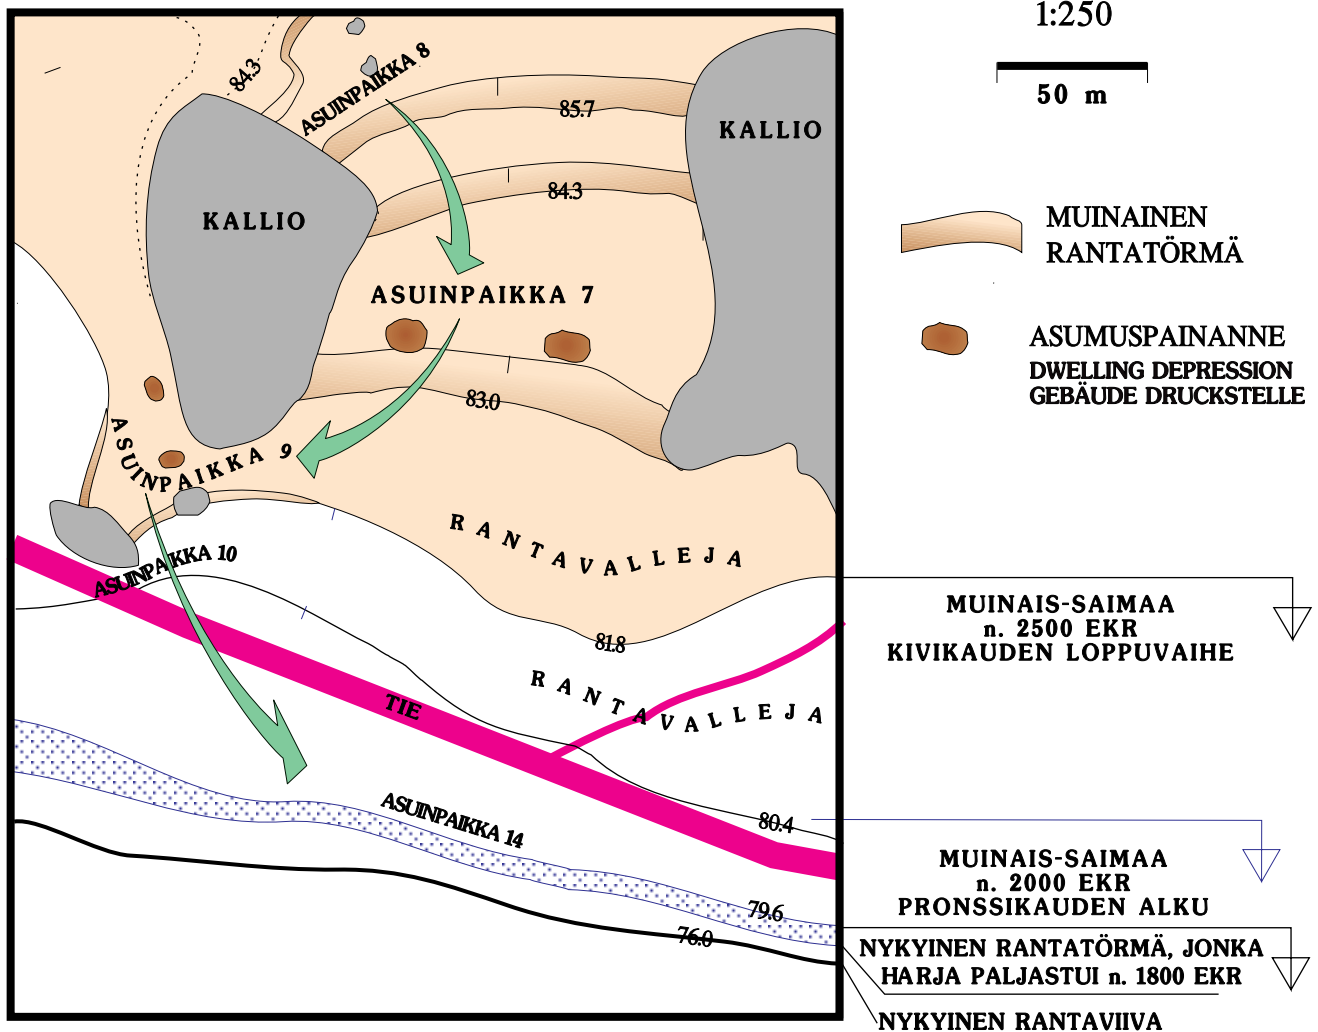 1:250
50 m
84.3
ASUINPAIKKA 8
85.7
KALLIO
84.3
KALLIO
MUINAINEN
RANTATÖRMÄ
ASUINPAIKKA 7
ASUMUSPAINANNE
DWELLING DEPRESSION
GEBÄUDE DRUCKSTELLE
83.0
ASUINPAIKKA 9
RANTAVALLEJA
ASUINPAIKKA 10
MUINAIS-SAIMAA
n. 2500 EKR
KIVIKAUDEN LOPPUVAIHE
81.8
RANTAVALLEJA
TIE
ASUINPAIKKA 14
80.4
MUINAIS-SAIMAA
n. 2000 EKR
PRONSSIKAUDEN ALKU
79.6
76.0
NYKYINEN RANTATÖRMÄ, JONKA
HARJA PALJASTUI n. 1800 EKR
NYKYINEN RANTAVIIVA